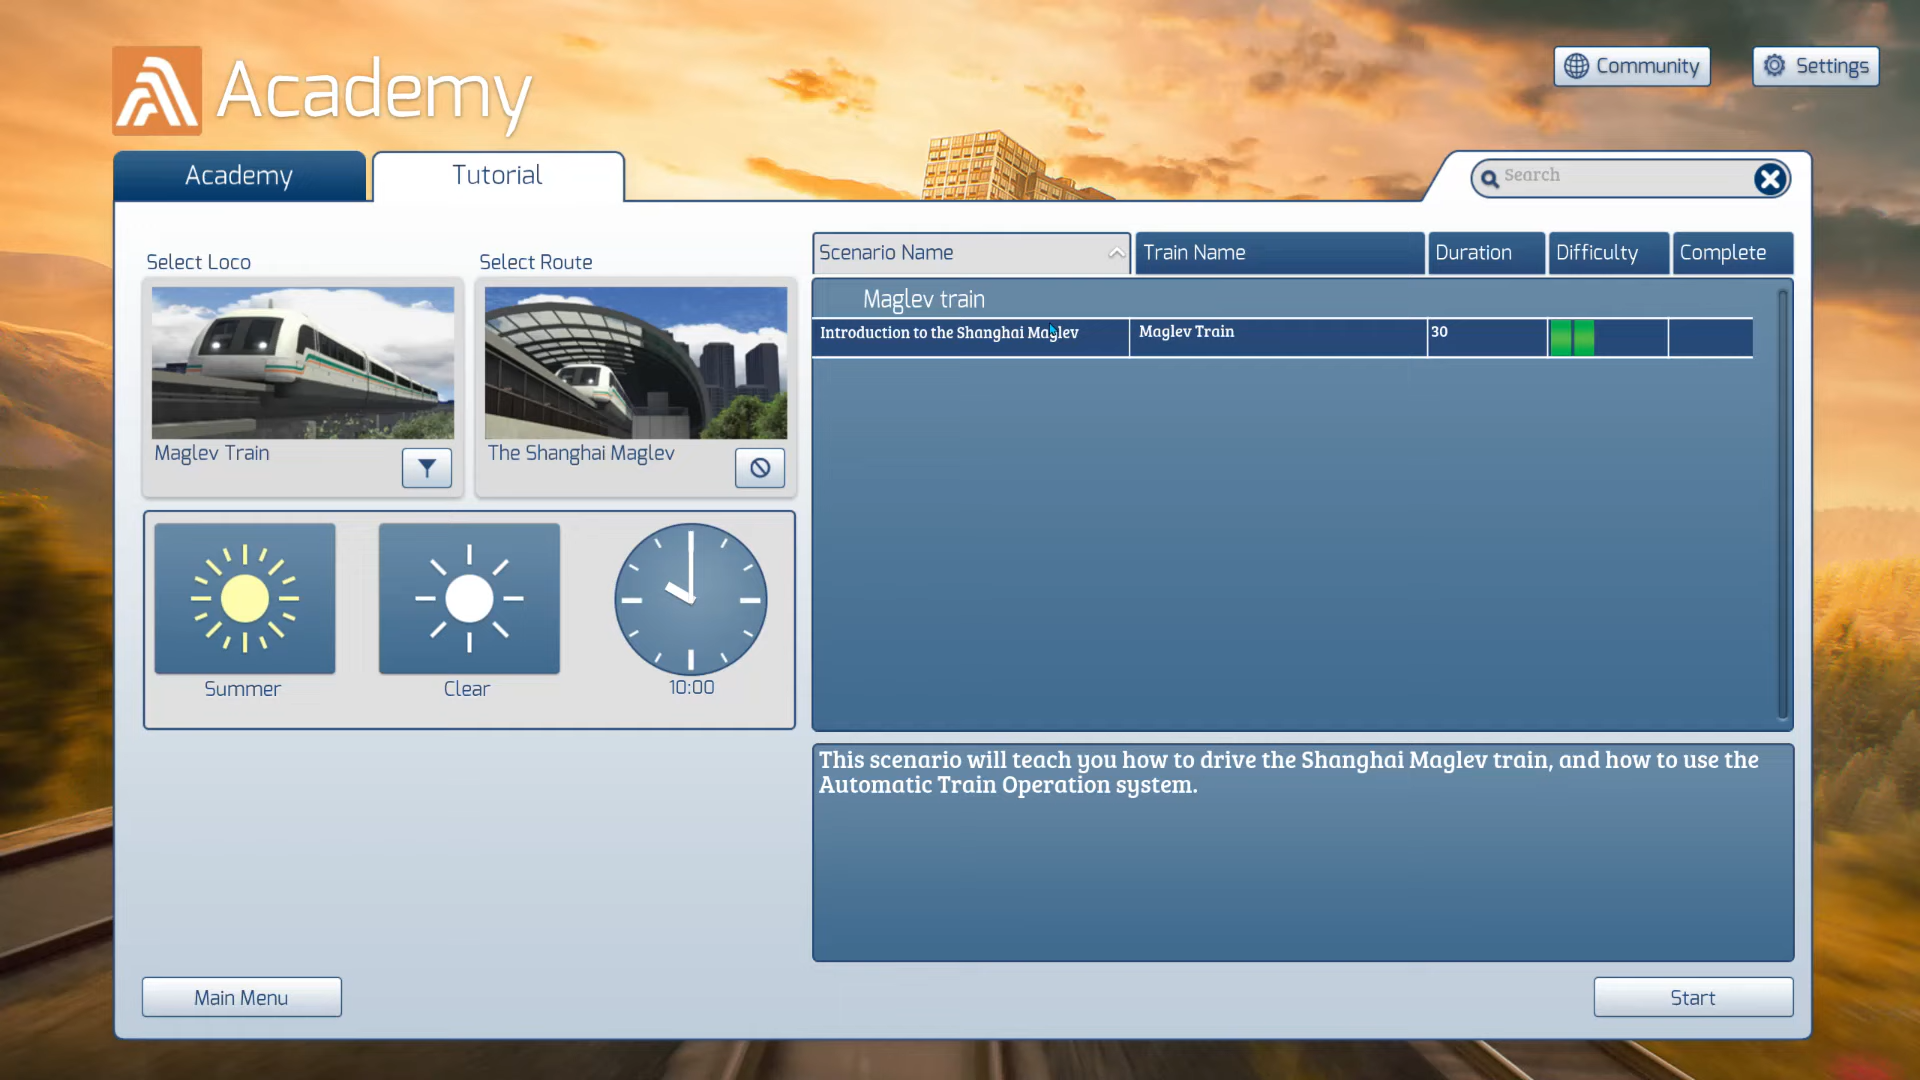 Academy
Community
Settings
Academy
Tutorial
Search
Select Loco
Select Route
Maglev Train
The Shanghai Maglev
Summer
Clear
10:00
Scenario Name
Train Name
Duration
Difficulty
Complete
Maglev train
Introduction to the Shanghai Maglev
Maglev Train
30
This scenario will teach you how to drive the Shanghai Maglev train, and how to use the
Automatic Train Operation system.
Main Menu
Start